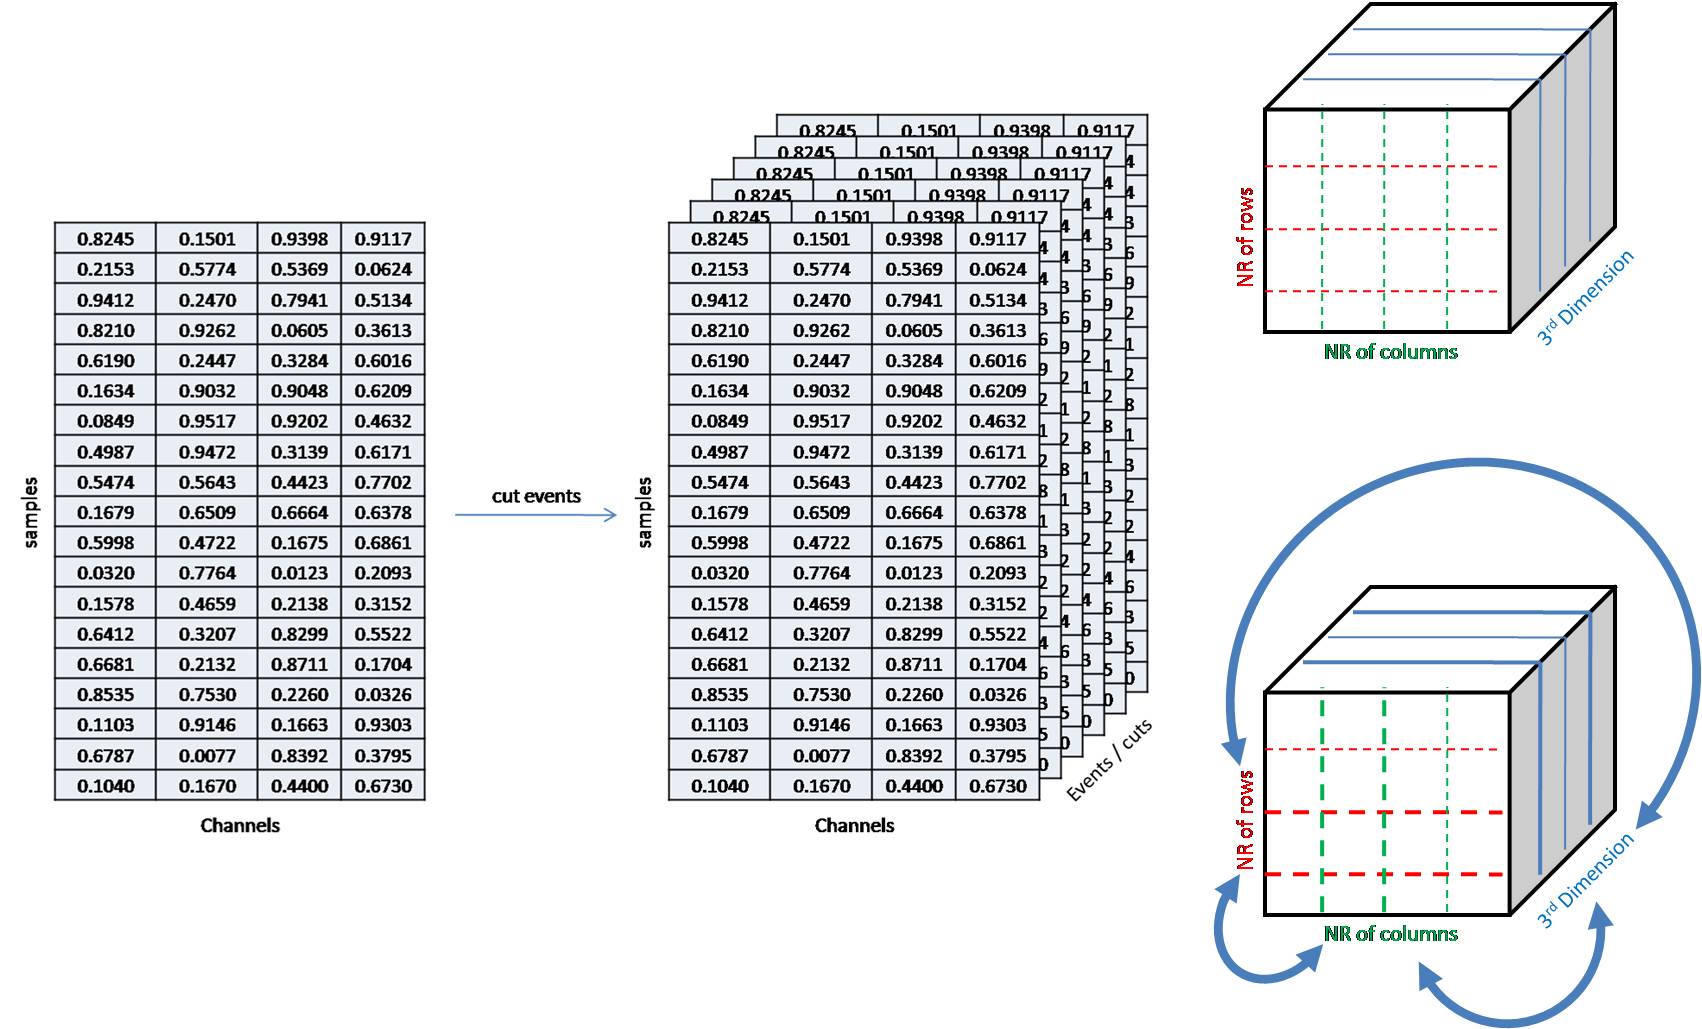 0.8245 0.1501 0.9398 0.9117
0.2153 0.5774 0.5369 0.0624
0.9412 0.2470 0.7941 0.5134
0.8210 0.9262 0.0605 0.3613
0.6190 0.2447 0.3284 0.6016
0.1634 0.9032 0.9048 0.6209
0.0849 0.9517 0.9202 0.4632
0.4987 0.9472 0.3139 0.6171
0.5474 0.5643 0.4423 0.7702
0.1679 0.6509 0.6664 0.6378
0.5998 0.4722 0.1675 0.6861
0.0320 0.7764 0.0123 0.2093
0.1578 0.4659 0.2138 0.3152
0.6412 0.3207 0.8299 0.5522
0.6681 0.2132 0.8711 0.1704
0.8535 0.7530 0.2260 0.0326
0.1103 0.9146 0.1663 0.9303
0.6787 0.0077 0.8392 0.3795
0.1040 0.1670 0.4400 0.6730
samples
Channels
cut events
0.8245 0.1501 0.9398 0.9117
0.8245 0.1501 0.9398 0.9117
0.8245 0.1501 0.9398 0.9117
0.8245 0.1501 0.9398 0.9117
0.8245 0.1501 0.9398 0.9117
0.8245 0.1501 0.9398 0.9117
0.2153 0.5774 0.5369 0.0624
0.9412 0.2470 0.7941 0.5134
0.8210 0.9262 0.0605 0.3613
0.6190 0.2447 0.3284 0.6016
0.1634 0.9032 0.9048 0.6209
0.0849 0.9517 0.9202 0.4632
0.4987 0.9472 0.3139 0.6171
0.5474 0.5643 0.4423 0.7702
0.1679 0.6509 0.6664 0.6378
0.5998 0.4722 0.1675 0.6861
0.0320 0.7764 0.0123 0.2093
0.1578 0.4659 0.2138 0.3152
0.6412 0.3207 0.8299 0.5522
0.6681 0.2132 0.8711 0.1704
0.8535 0.7530 0.2260 0.0326
0.1103 0.9146 0.1663 0.9303
0.6787 0.0077 0.8392 0.3795
0.1040 0.1670 0.4400 0.6730
samples
Channels
Events / cuts
NR of rows
NR of columns
3rd Dimension
NR of rows
NR of columns
3rd Dimension